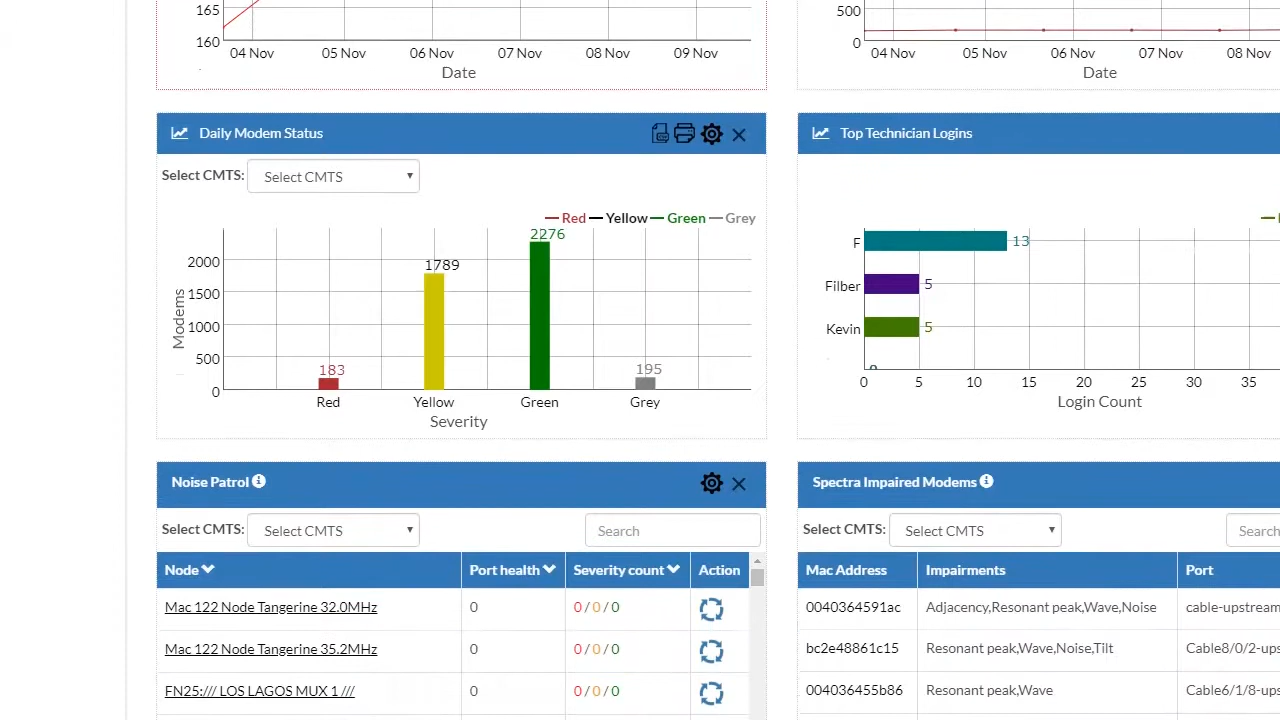 165
160
04 Nov 05 Nov 06 Nov 07 Nov 08 Nov 09 Nov
Date
500
0
04 Nov 05 Nov 06 Nov 07 Nov 08 Nov
Date
Daily Modem Status
Select CMTS: Select CMTS
Red Yellow Green Grey
2276
1789
183
195
2000
1500
1000
500
0
Modems
Red Yellow Green Grey
Severity
Top Technician Logins
F 13
Filber 5
Kevin 5
0 5 10 15 20 25 30 35
Login Count
Noise Patrol
Select CMTS: Select CMTS Search
Node Port health Severity count Action
Mac 122 Node Tangerine 32.0MHz 0 0/0/0
Mac 122 Node Tangerine 35.2MHz 0 0/0/0
FN25:/// LOS LAGOS MUX 1 /// 0 0/0/0
Spectra Impaired Modems
Select CMTS: Select CMTS Search
Mac Address Impairments Port
0040364591ac Adjacency,Resonant peak,Wave,Noise cable-upstream
bc2e48861c15 Resonant peak,Wave,Noise,Tilt Cable8/0/2-ups
004036455b86 Resonant peak,Wave Cable6/1/8-ups